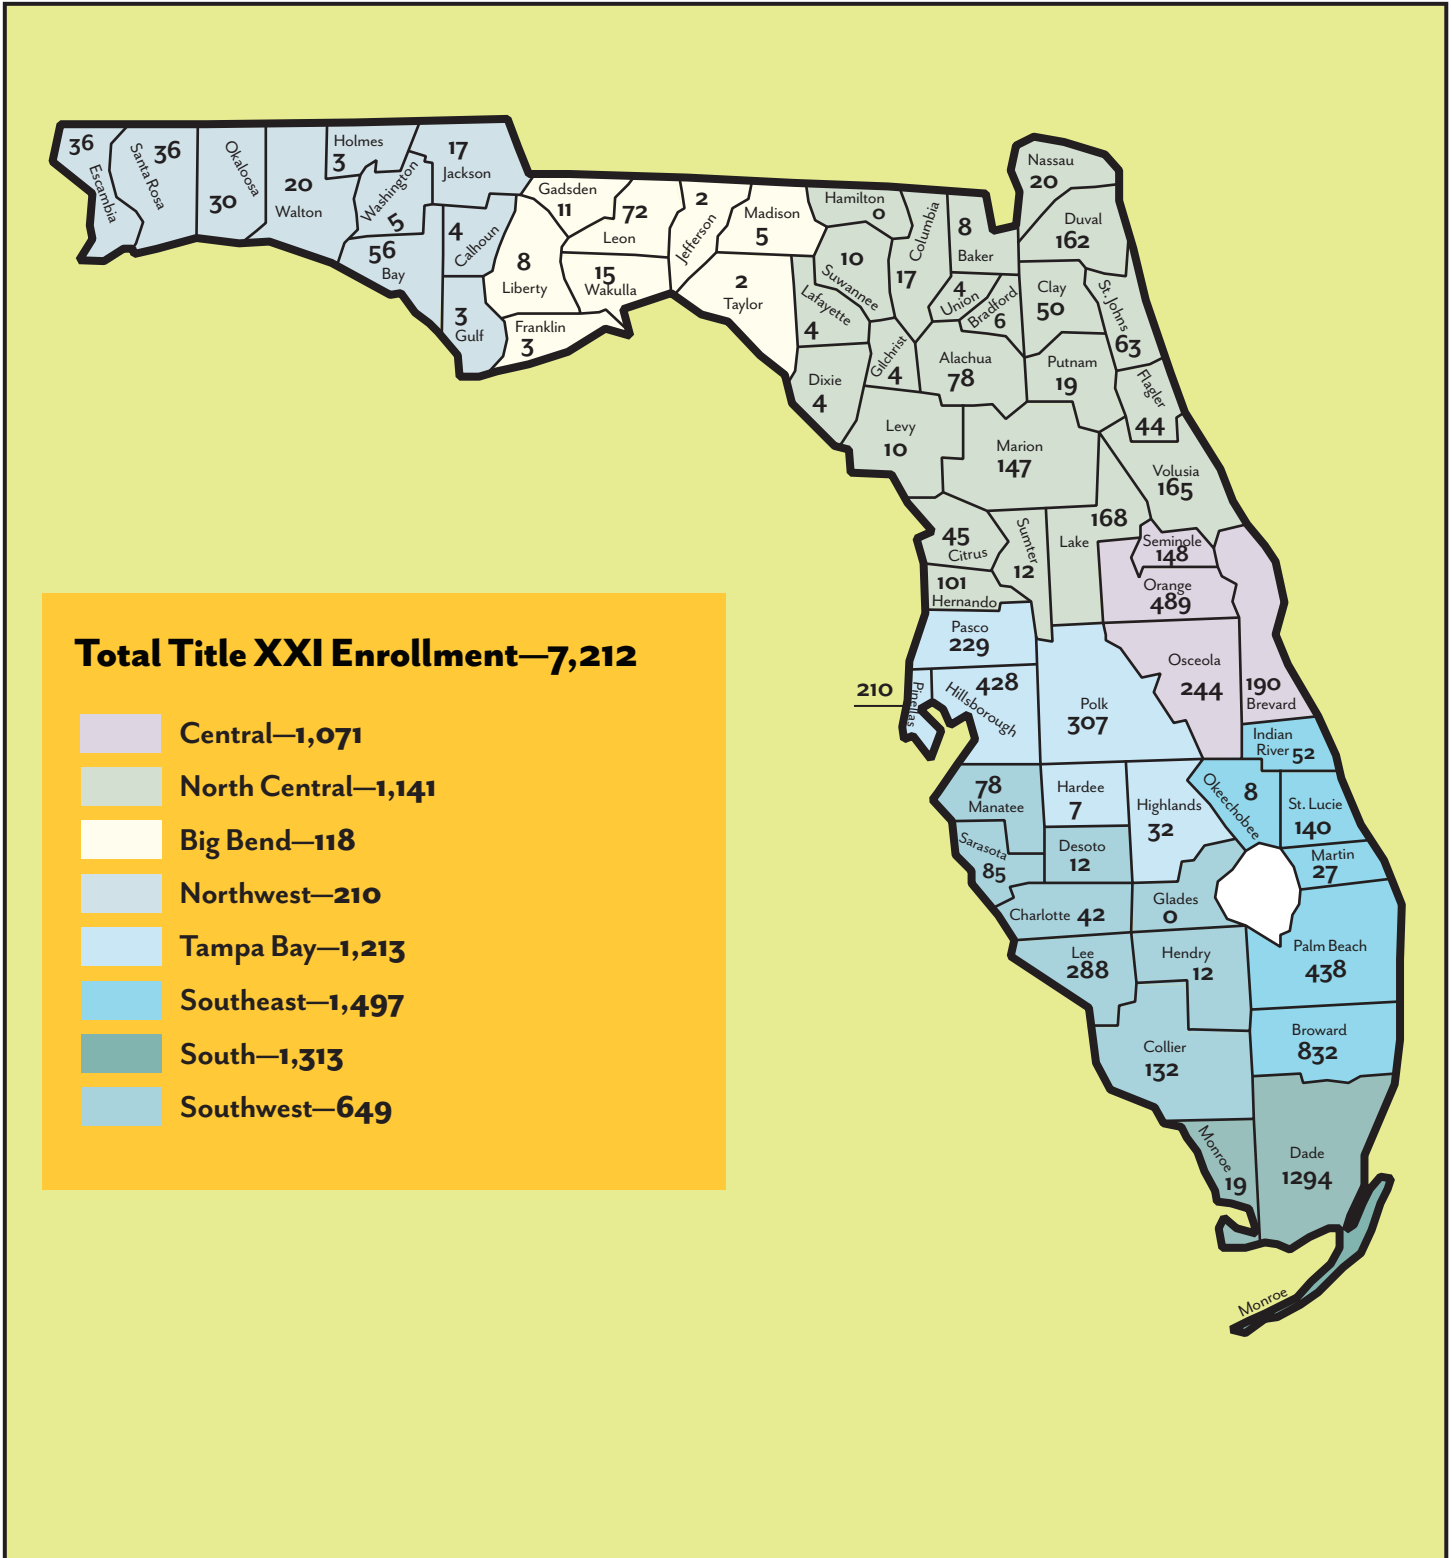 36
Escambia
Santa Rosa
36
Okaloosa
30
20
Walton
Holmes
3
Washington
5
17
Jackson
56
Bay
4
Calhoun
3
Gulf
Gadsden
11
8
Liberty
Franklin
3
72
Leon
15
Wakulla
2
Jefferson
Madison
5
2
Taylor
Hamilton
0
10
Suwannee
Lafayette
4
Columbia
17
8
Baker
Nassau
20
Duval
162
4
Union
Bradford
6
Clay
50
St. Johns
63
Dixie
4
Gilchrist
4
Alachua
78
Putnam
19
Flagler
44
Levy
10
Marion
147
Volusia
165
45
Citrus
Sumter
12
168
Lake
Seminole
148
101
Hernando
Orange
489
Pasco
229
210
Pinellas
428
Hillsborough
Polk
307
Osceola
244
190
Brevard
Indian
River 52
78
Manatee
Hardee
7
Highlands
32
Okeechobee
8
St. Lucie
140
Sarasota
85
Desoto
12
Martin
27
Charlotte 42
Glades
0
Lee
288
Hendry
12
Palm Beach
438
Collier
132
Broward
832
Monroe
19
Dade
1294
Monroe
Total Title XXI Enrollment—7,212
Central—1,071
North Central—1,141
Big Bend—118
Northwest—210
Tampa Bay—1,213
Southeast—1,497
South—1,313
Southwest—649